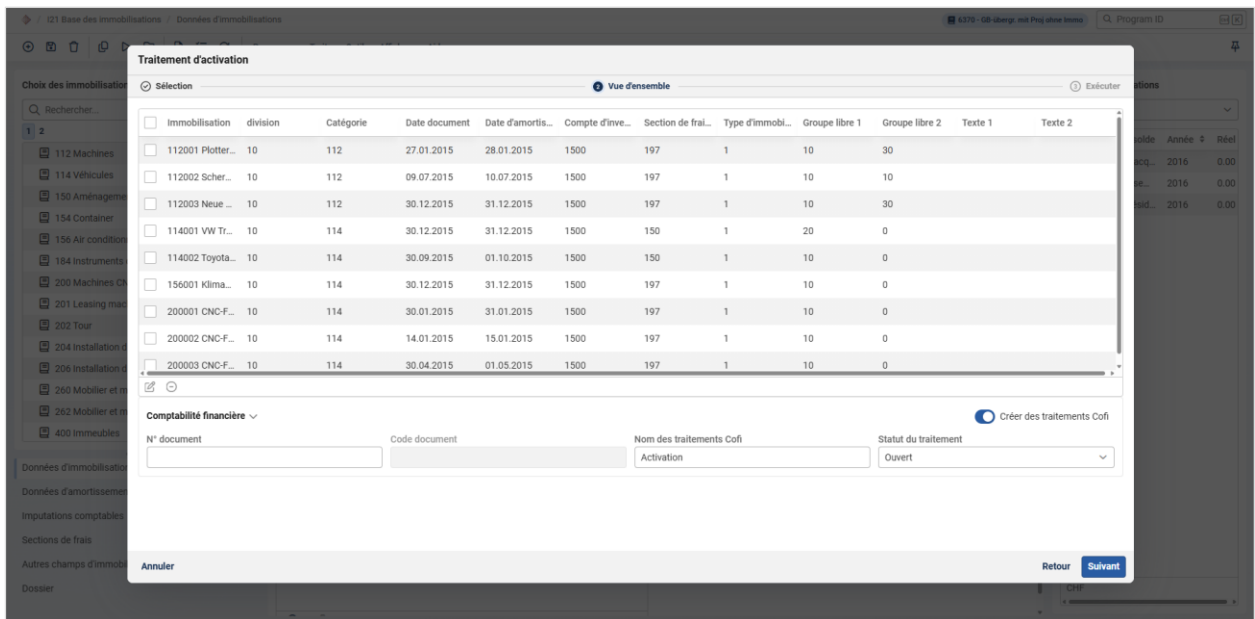 / I21 Base des immobilisations / Données d'immobilisations
6370 - GB-übergr. mit Proj ohne Immo
Program ID
Traitement d'activation
Sélection
2 Vue d'ensemble
3 Exécuter
Choix des immobilisation
Rechercher...
1 2
112 Machines
114 Véhicules
150 Aménageme
154 Container
156 Air condition
184 Instruments
200 Machines CN
201 Leasing mac
202 Tour
204 Installation d
206 Installation d
260 Mobilier et m
262 Mobilier et m
400 Immeubles
Données d'immobilisation
Données d'amortissemen
Imputations comptables
Sections de frais
Autres champs d'immobi
Dossier
Immobilisation division Catégorie Date document Date d'amortis... Compte d'inve... Section de frai... Type d'immobi... Groupe libre 1 Groupe libre 2 Texte 1 Texte 2
112001 Plotter... 10 112 27.01.2015 28.01.2015 1500 197 1 10 30
112002 Scher... 10 112 09.07.2015 10.07.2015 1500 197 1 10 10
112003 Neue ... 10 112 30.12.2015 31.12.2015 1500 197 1 10 30
114001 VW Tr... 10 114 30.12.2015 31.12.2015 1500 150 1 20 0
114002 Toyota... 10 114 30.09.2015 01.10.2015 1500 150 1 10 0
156001 Klima... 10 114 30.12.2015 31.12.2015 1500 197 1 10 0
200001 CNC-F... 10 114 30.01.2015 31.01.2015 1500 197 1 10 0
200002 CNC-F... 10 114 14.01.2015 15.01.2015 1500 197 1 10 0
200003 CNC-F... 10 114 30.04.2015 01.05.2015 1500 197 1 10 0
Comptabilité financière
Créer des traitements Cofi
N° document
Code document
Nom des traitements Cofi
Activation
Statut du traitement
Ouvert
Annuler
Retour
Suivant
ations
solde Année Réel
acq... 2016 0.00
se... 2016 0.00
ésid... 2016 0.00
CHF